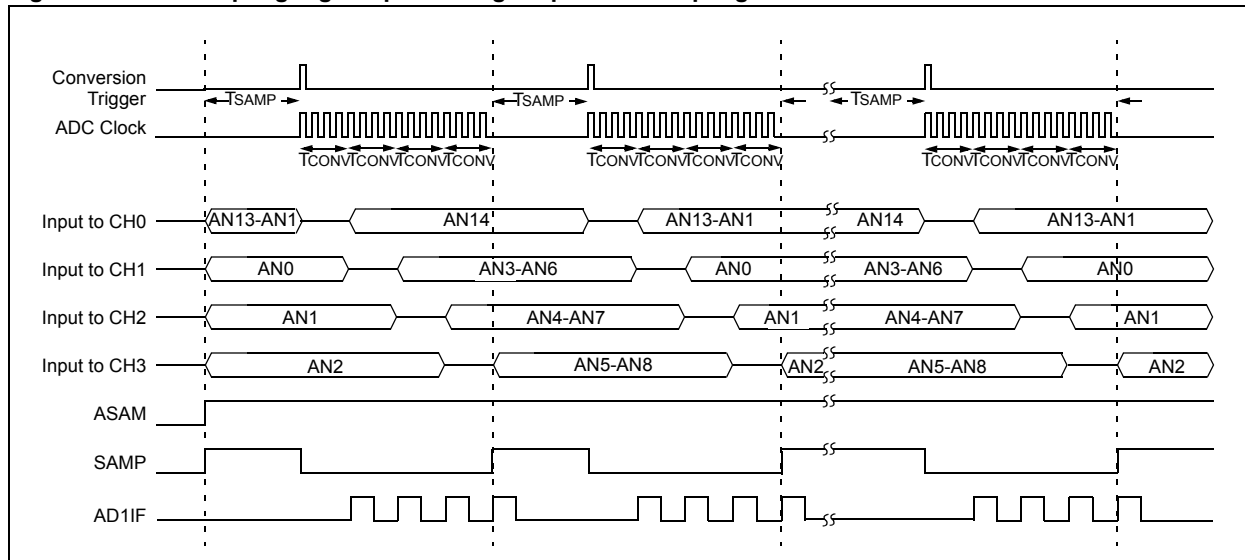 Conversion
Trigger
TSAMP TSAMP TSAMP
ADC Clock
TCONV TCONV TCONV TCONV TCONV TCONV TCONV TCONV TCONV TCONV TCONV TCONV
Input to CH0 AN13-AN1 AN14 AN13-AN1 AN14 AN13-AN1
Input to CH1 AN0 AN3-AN6 AN0 AN3-AN6 AN0
Input to CH2 AN1 AN4-AN7 AN1 AN4-AN7 AN1
Input to CH3 AN2 AN5-AN8 AN2 AN5-AN8 AN2
ASAM
SAMP
AD1IF